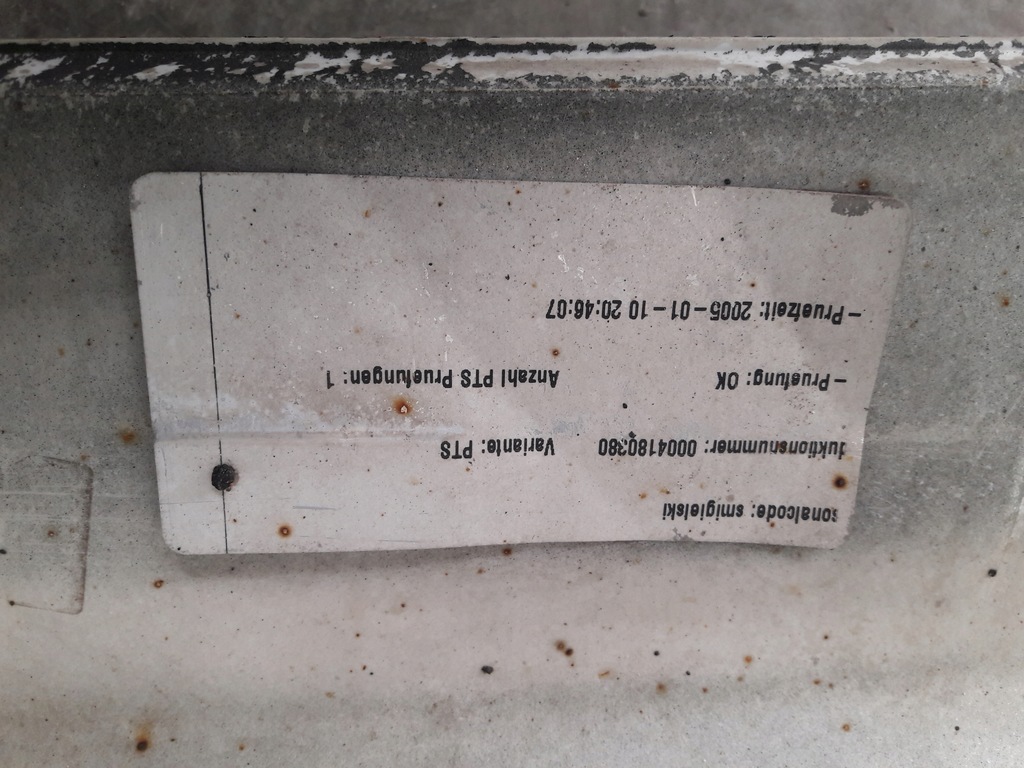 sonalcode: smigielski
duktionsnummer: 0004180380 Variante: PTS
- Pruefung: OK Anzahl PTS Pruefungen: 1
- Pruefzeit: 2005-01-10 20:46:07